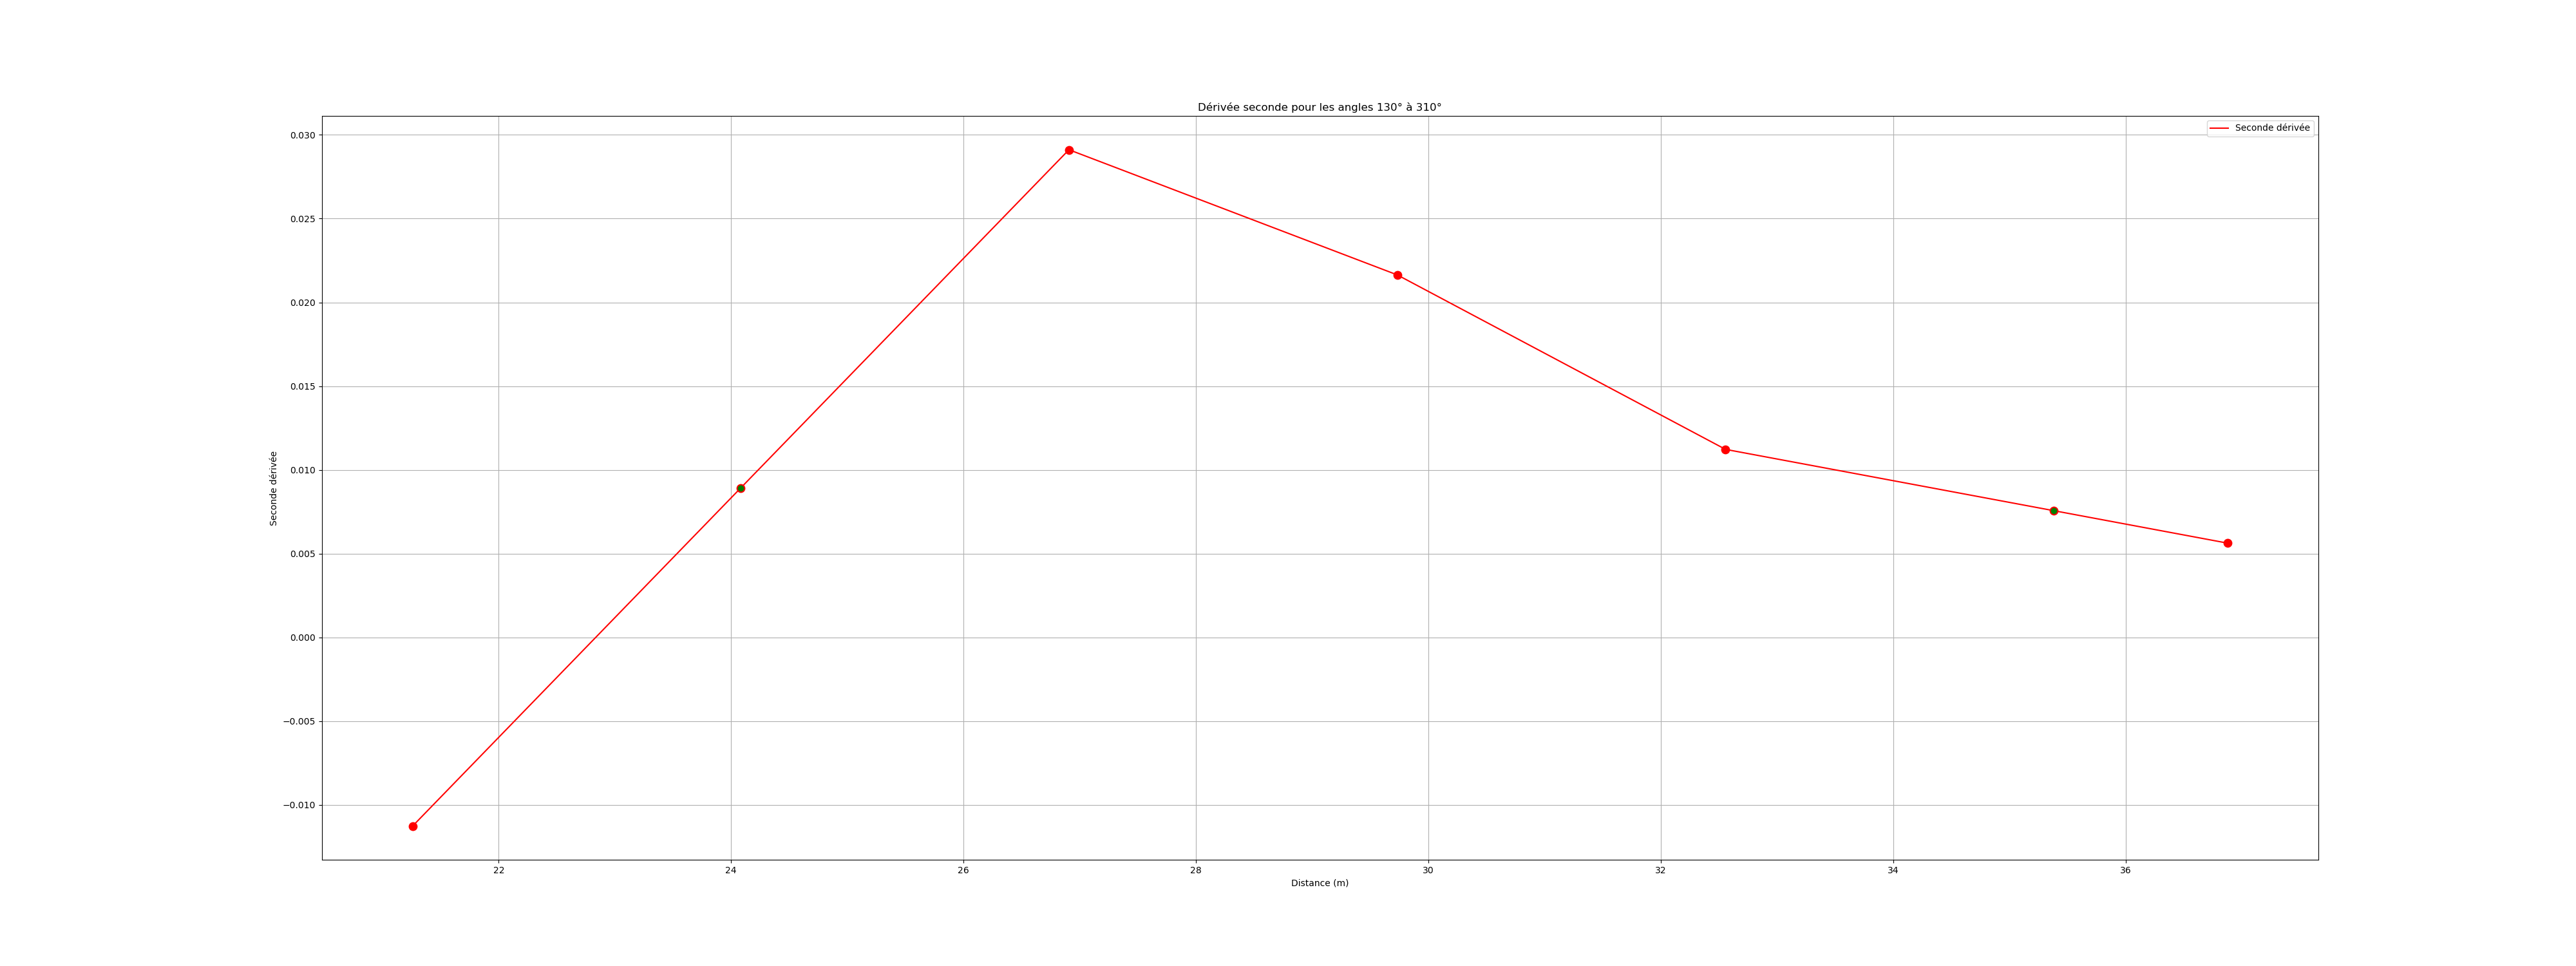 Dérivée seconde pour les angles 130° à 310°
Seconde dérivée
0.030
0.025
0.020
0.015
0.010
0.005
0.000
−0.005
−0.010
Seconde dérivée
22 24 26 28 30 32 34 36
Distance (m)